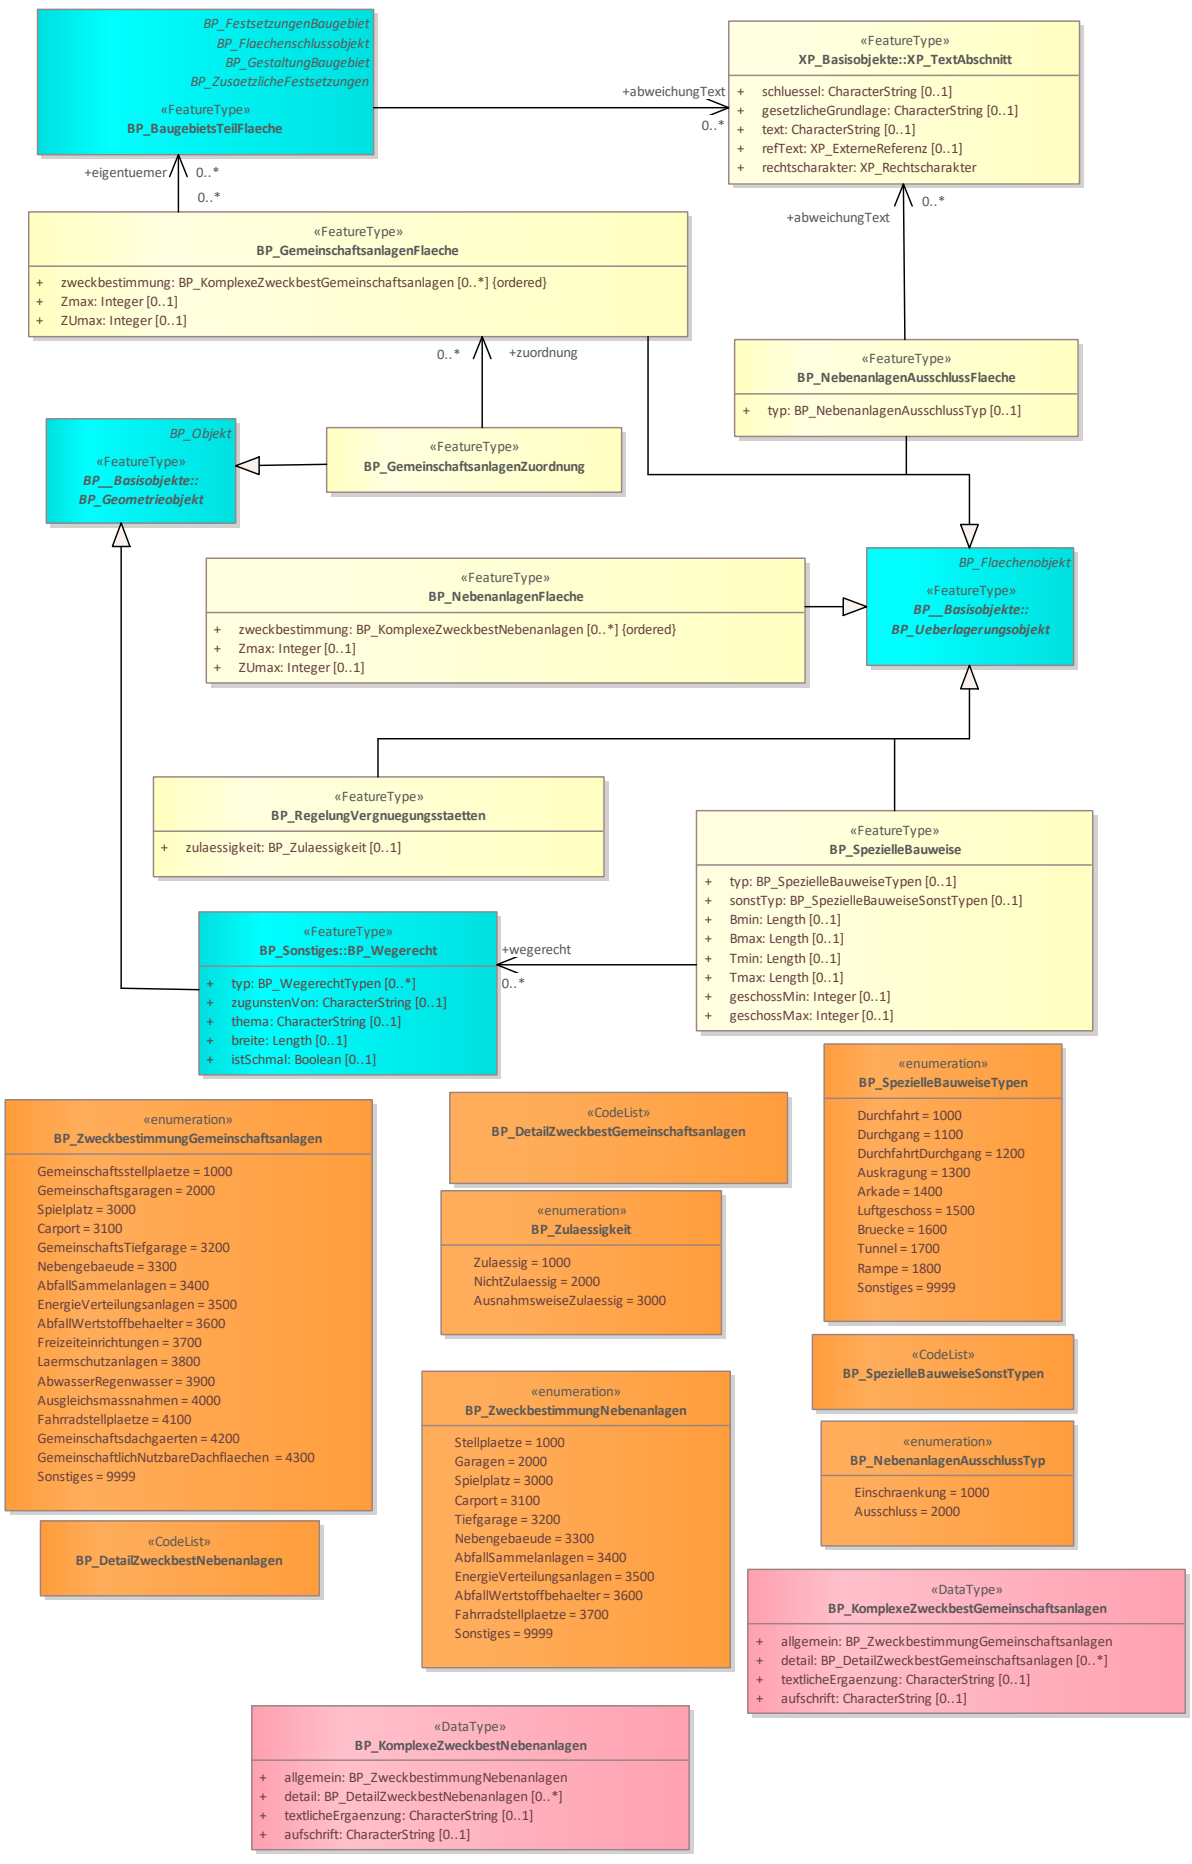 BP_FestsetzungenBaugebiet
BP_Flaechenschlussobjekt
BP_GestaltungBaugebiet
BP_ZusaetzlicheFestsetzungen
«FeatureType»
BP_BaugebietsTeilFlaeche
+abweichungText
0..*
«FeatureType»
XP_Basisobjekte::XP_TextAbschnitt
+ schluessel: CharacterString [0..1]
+ gesetzlicheGrundlage: CharacterString [0..1]
+ text: CharacterString [0..1]
+ refText: XP_ExterneReferenz [0..1]
+ rechtscharakter: XP_Rechtscharakter
+eigentuemer
0..*
0..*
+abweichungText
0..*
«FeatureType»
BP_GemeinschaftsanlagenFlaeche
+ zweckbestimmung: BP_KomplexeZweckbestGemeinschaftsanlagen [0..*] {ordered}
+ Zmax: Integer [0..1]
+ ZUmax: Integer [0..1]
0..*
+zuordnung
«FeatureType»
BP_NebenanlagenAusschlussFlaeche
+ typ: BP_NebenanlagenAusschlussTyp [0..1]
BP_Objekt
«FeatureType»
BP__Basisobjekte::
BP_Geometrieobjekt
«FeatureType»
BP_GemeinschaftsanlagenZuordnung
«FeatureType»
BP_NebenanlagenFlaeche
+ zweckbestimmung: BP_KomplexeZweckbestNebenanlagen [0..*] {ordered}
+ Zmax: Integer [0..1]
+ ZUmax: Integer [0..1]
BP_Flaechenobjekt
«FeatureType»
BP__Basisobjekte::
BP_Ueberlagerungsobjekt
«FeatureType»
BP_RegelungVergnuegungsstaetten
+ zulaessigkeit: BP_Zulaessigkeit [0..1]
«FeatureType»
BP_SpezielleBauweise
+ typ: BP_SpezielleBauweiseTypen [0..1]
+ sonstTyp: BP_SpezielleBauweiseSonstTypen [0..1]
+ Bmin: Length [0..1]
+ Bmax: Length [0..1]
+ Tmin: Length [0..1]
+ Tmax: Length [0..1]
+ geschossMin: Integer [0..1]
+ geschossMax: Integer [0..1]
«FeatureType»
BP_Sonstiges::BP_Wegerecht
+ typ: BP_WegerechtTypen [0..*]
+ zugunstenVon: CharacterString [0..1]
+ thema: CharacterString [0..1]
+ breite: Length [0..1]
+ istSchmal: Boolean [0..1]
+wegerecht
0..*
«enumeration»
BP_ZweckbestimmungGemeinschaftsanlagen
Gemeinschaftsstellplaetze = 1000
Gemeinschaftsgaragen = 2000
Spielplatz = 3000
Carport = 3100
GemeinschaftsTiefgarage = 3200
Nebengebaeude = 3300
AbfallSammelanlagen = 3400
EnergieVerteilungsanlagen = 3500
AbfallWertstoffbehaelter = 3600
Freizeiteinrichtungen = 3700
Laermschutzanlagen = 3800
AbwasserRegenwasser = 3900
Ausgleichsmassnahmen = 4000
Fahrradstellplaetze = 4100
Gemeinschaftsdachgaerten = 4200
GemeinschaftlichNutzbareDachflaechen = 4300
Sonstiges = 9999
«CodeList»
BP_DetailZweckbestGemeinschaftsanlagen
«enumeration»
BP_Zulaessigkeit
Zulaessig = 1000
NichtZulaessig = 2000
AusnahmsweiseZulaessig = 3000
«enumeration»
BP_SpezielleBauweiseTypen
Durchfahrt = 1000
Durchgang = 1100
DurchfahrtDurchgang = 1200
Auskragung = 1300
Arkade = 1400
Luftgeschoss = 1500
Bruecke = 1600
Tunnel = 1700
Rampe = 1800
Sonstiges = 9999
«CodeList»
BP_SpezielleBauweiseSonstTypen
«enumeration»
BP_ZweckbestimmungNebenanlagen
Stellplaetze = 1000
Garagen = 2000
Spielplatz = 3000
Carport = 3100
Tiefgarage = 3200
Nebengebaeude = 3300
AbfallSammelanlagen = 3400
EnergieVerteilungsanlagen = 3500
AbfallWertstoffbehaelter = 3600
Fahrradstellplaetze = 3700
Sonstiges = 9999
«enumeration»
BP_NebenanlagenAusschlussTyp
Einschraenkung = 1000
Ausschluss = 2000
«CodeList»
BP_DetailZweckbestNebenanlagen
«DataType»
BP_KomplexeZweckbestGemeinschaftsanlagen
+ allgemein: BP_ZweckbestimmungGemeinschaftsanlagen
+ detail: BP_DetailZweckbestGemeinschaftsanlagen [0..*]
+ textlicheErgaenzung: CharacterString [0..1]
+ aufschrift: CharacterString [0..1]
«DataType»
BP_KomplexeZweckbestNebenanlagen
+ allgemein: BP_ZweckbestimmungNebenanlagen
+ detail: BP_DetailZweckbestNebenanlagen [0..*]
+ textlicheErgaenzung: CharacterString [0..1]
+ aufschrift: CharacterString [0..1]